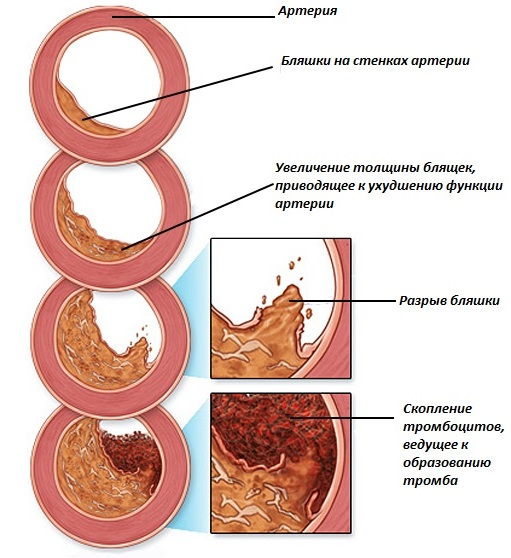 Артерия
Бляшки на стенках артерии
Увеличение толщины блящек,
приводящее к ухудшению функции
артерии
Разрыв бляшки
Скопление
тромбоцитов,
ведущее к
образованию
тромба